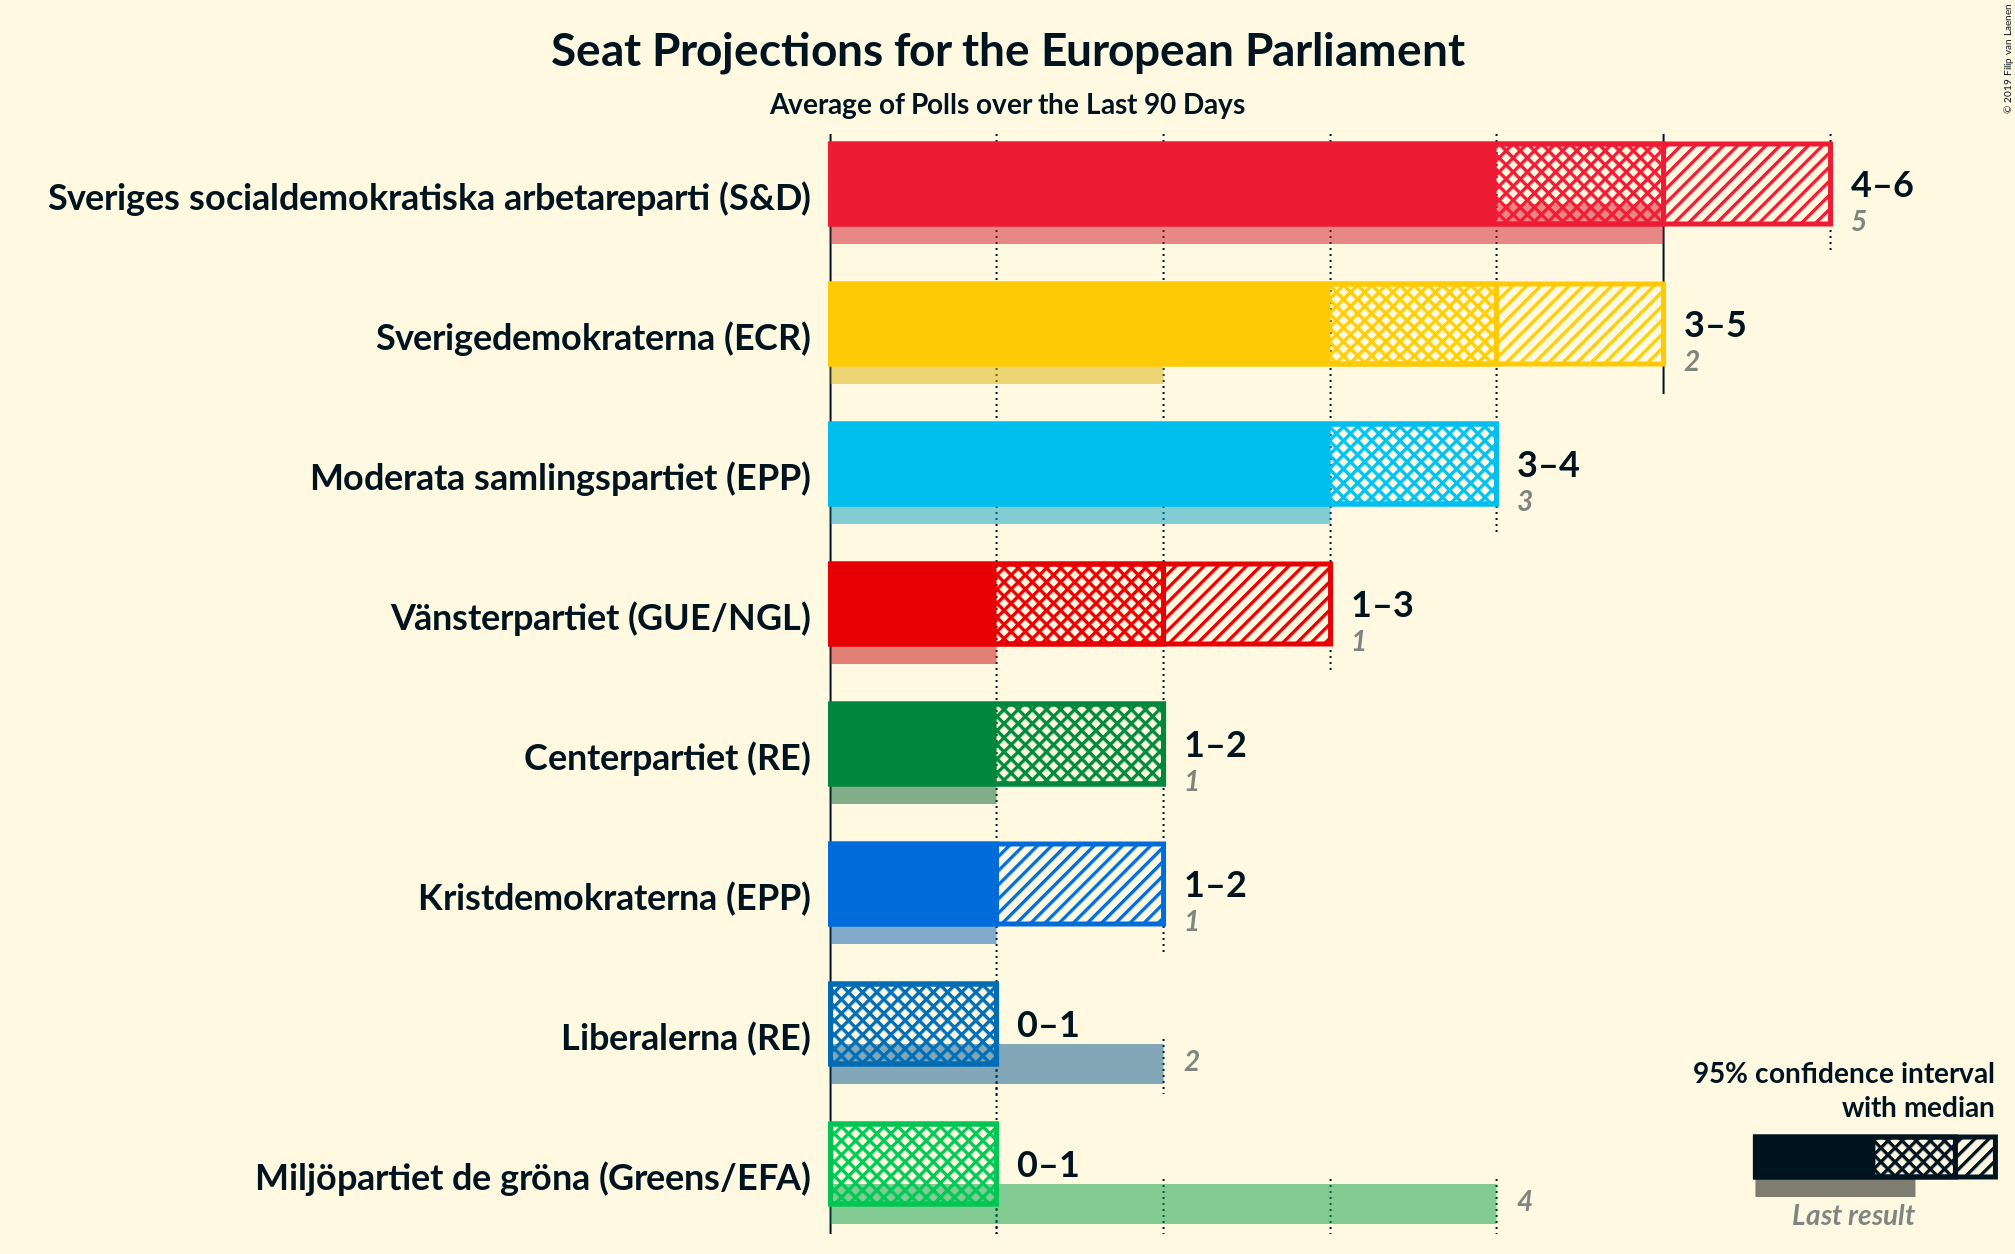 Seat Projections for the European Parliament
Average of Polls over the Last 90 Days
© 2019 Filip van Laenen
Sveriges socialdemokratiska arbetareparti (S&D)
4–6
5
Sverigedemokraterna (ECR)
3–5
2
Moderata samlingspartiet (EPP)
3–4
3
Vänsterpartiet (GUE/NGL)
1–3
1
Centerpartiet (RE)
1–2
1
Kristdemokraterna (EPP)
1–2
1
Liberalerna (RE)
0–1
2
Miljöpartiet de gröna (Greens/EFA)
0–1
4
95% confidence interval
with median
Last result